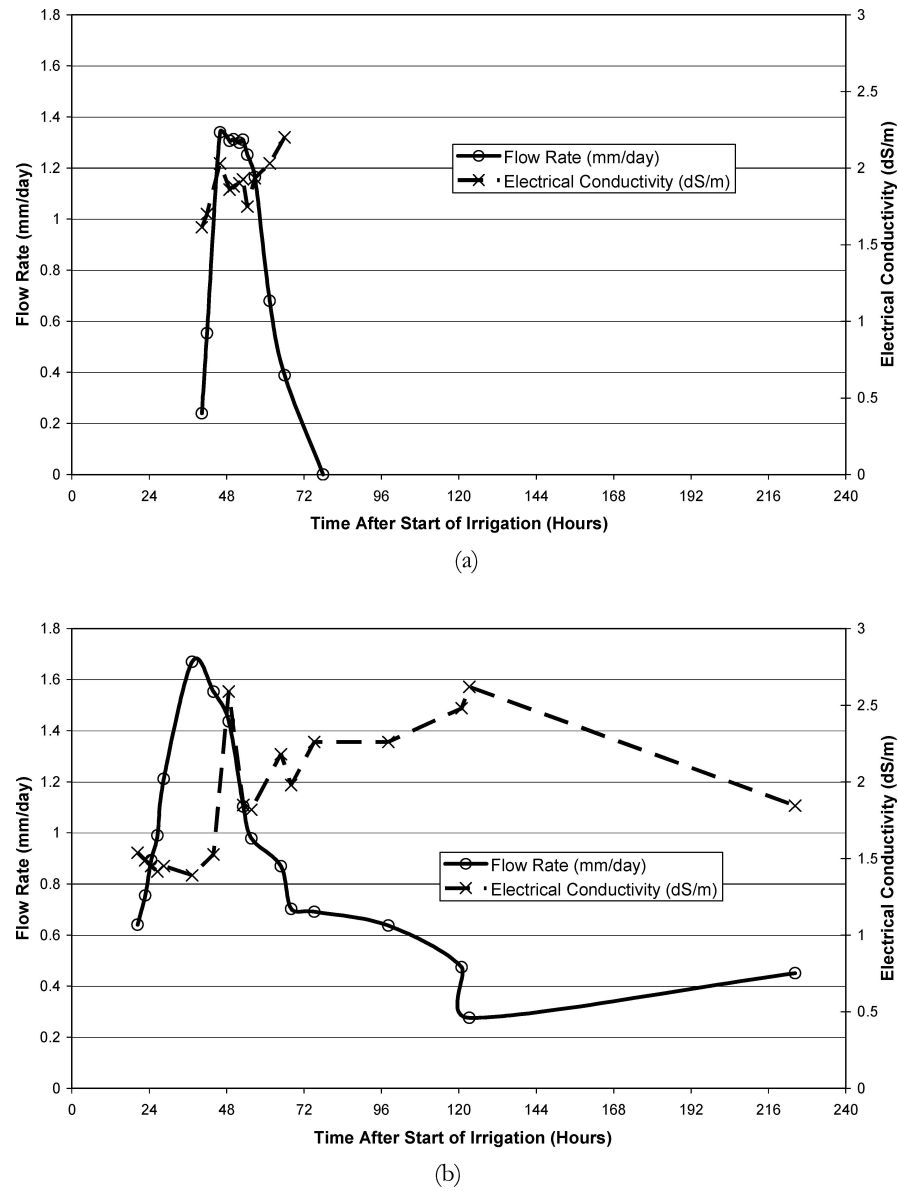 1.8
1.6
1.4
1.2
1
0.8
0.6
0.4
0.2
0
Flow Rate (mm/day)
3
2.5
2
1.5
1
0.5
0
Electrical Conductivity (dS/m)
Flow Rate (mm/day)
Electrical Conductivity (dS/m)
0 24 48 72 96 120 144 168 192 216 240
Time After Start of Irrigation (Hours)
(a)
1.8
1.6
1.4
1.2
1
0.8
0.6
0.4
0.2
0
Flow Rate (mm/day)
3
2.5
2
1.5
1
0.5
0
Electrical Conductivity (dS/m)
Flow Rate (mm/day)
Electrical Conductivity (dS/m)
0 24 48 72 96 120 144 168 192 216 240
Time After Start of Irrigation (Hours)
(b)